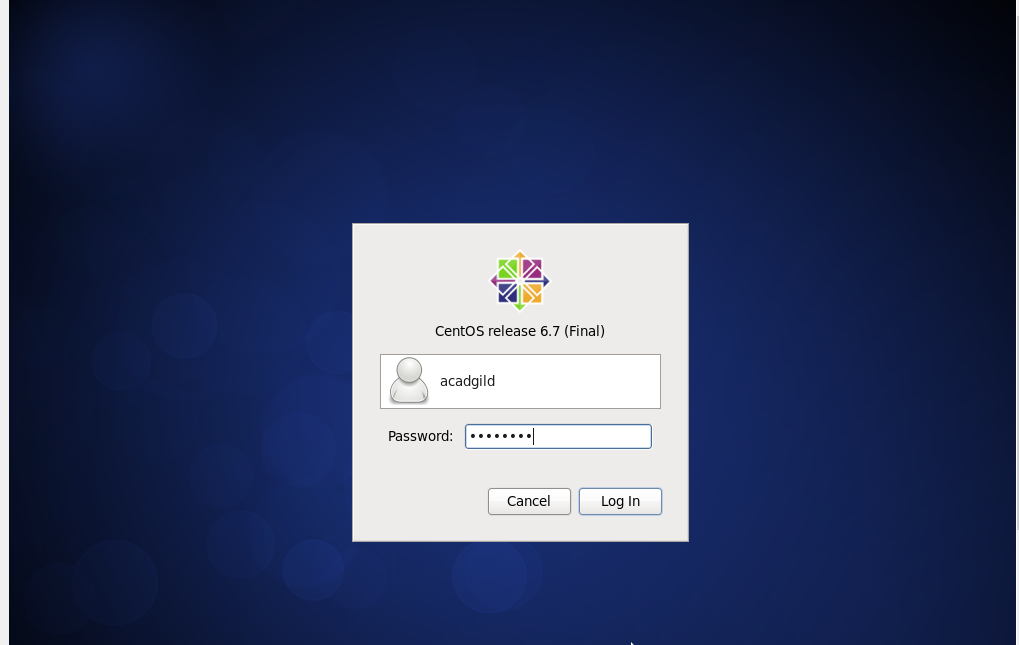 CentOS release 6.7 (Final)
acadgild
Password: ••••••••
Cancel Log In